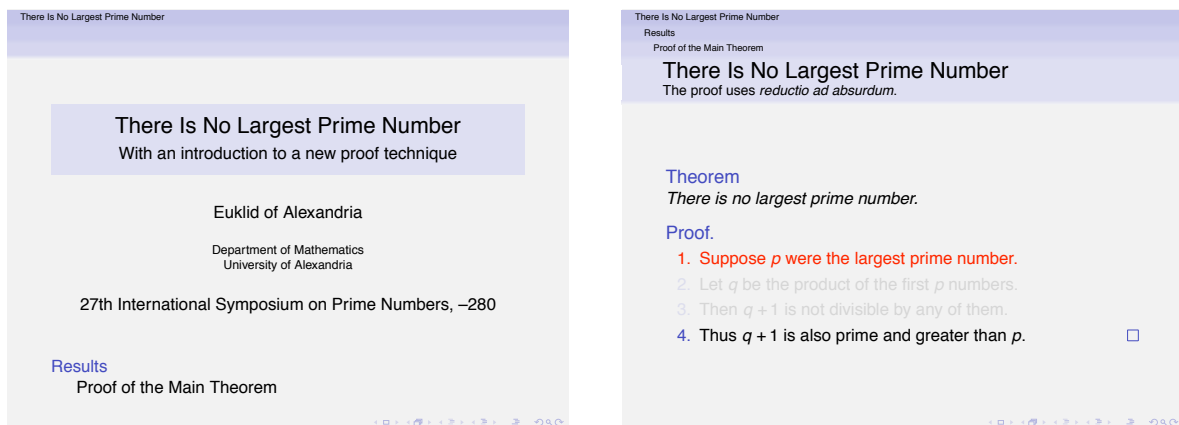 There Is No Largest Prime Number
There Is No Largest Prime Number
With an introduction to a new proof technique
Euklid of Alexandria
Department of Mathematics
University of Alexandria
27th International Symposium on Prime Numbers, –280
Results
Proof of the Main Theorem
There Is No Largest Prime Number
Results
Proof of the Main Theorem
There Is No Largest Prime Number
The proof uses reductio ad absurdum.
Theorem
There is no largest prime number.
Proof.
1. Suppose p were the largest prime number.
2. Let q be the product of the first p numbers.
3. Then q + 1 is not divisible by any of them.
4. Thus q + 1 is also prime and greater than p.